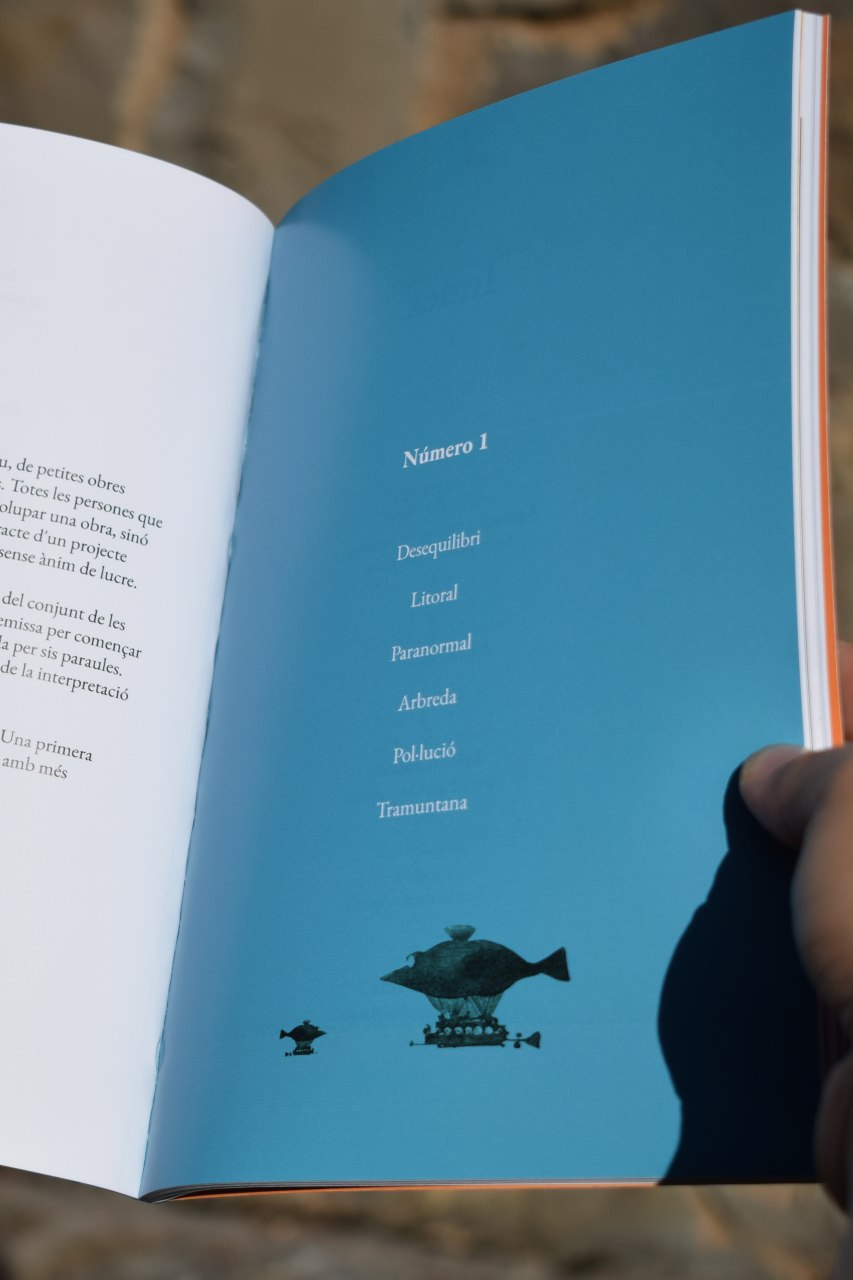 u, de petites obres
. Totes les persones que
olupar una obra, sinó
racte d'un projecte
sense ànim de lucre.
del conjunt de les
emissa per començar
la per sis paraules.
de la interpretació
Una primera
amb més
Número 1
Desequilibri
Litoral
Paranormal
Arbreda
Pol·lució
Tramuntana